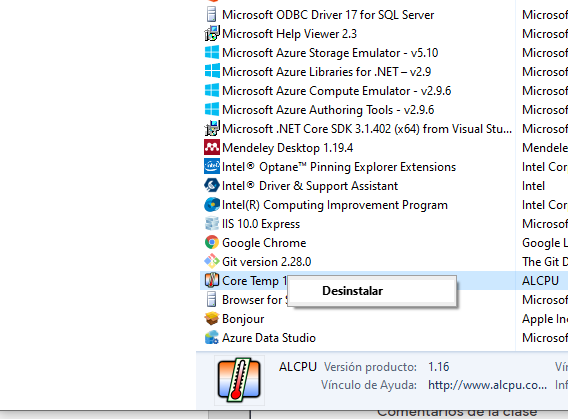 Microsoft ODBC Driver 17 for SQL Server Microsof
Microsoft Help Viewer 2.3 Microsof
Microsoft Azure Storage Emulator - v5.10 Microsof
Microsoft Azure Libraries for .NET – v2.9 Microsof
Microsoft Azure Compute Emulator - v2.9.6 Microsof
Microsoft Azure Authoring Tools - v2.9.6 Microsof
Microsoft .NET Core SDK 3.1.402 (x64) from Visual Stu... Microsof
Mendeley Desktop 1.19.4 Mendele
Intel® Optane™ Pinning Explorer Extensions Intel Cor
Intel® Driver & Support Assistant Intel
Intel(R) Computing Improvement Program Intel Cor
IIS 10.0 Express Microsof
Google Chrome Google L
Git version 2.28.0 The Git D
Core Temp 1 ALCPU
Desinstalar
Browser for Microsof
Bonjour Apple Inc
Azure Data Studio Microsof
ALCPU Versión producto: 1.16 Vín
Vínculo de Ayuda: http://www.alcpu.co... Inf
Comentarios de la clase